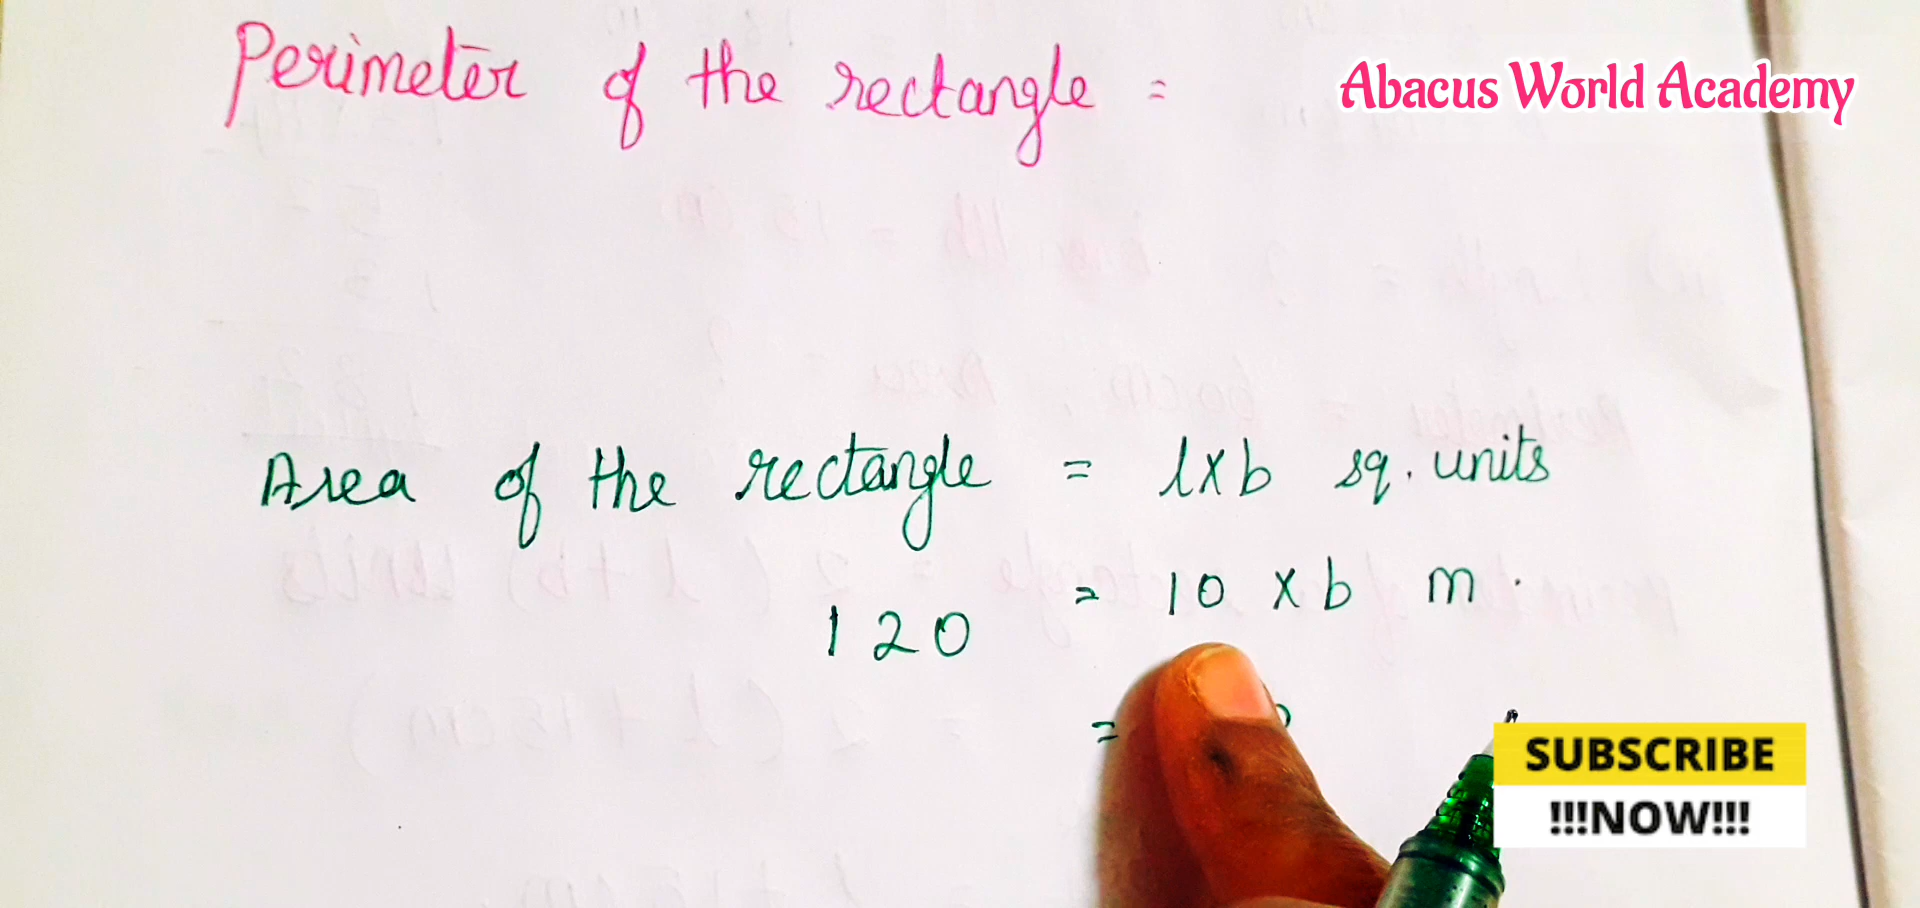 Perimeter of the rectangle =
Abacus World Academy
Area of the rectangle = l x b sq. units
120 = 10 x b m.
=
SUBSCRIBE
!!!NOW!!!